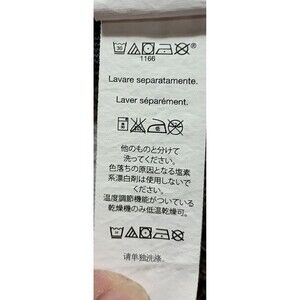 ®
1166
Lavare separatamente.
Laver séparément.
他のものと分けて
洗ってください。
色落ちの原因となる塩素
系漂白剤は使用しないで
ください。
温度調節機能がついている
乾燥機のみ低温乾燥可。
请单独洗涤.